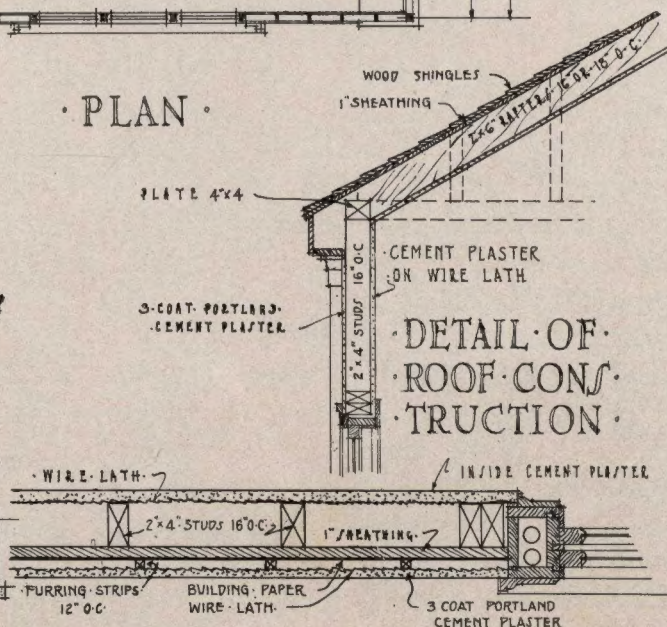 · PLAN ·
WOOD SHINGLES
1" SHEATHING
2"x6" RAFTERS 16" OR 18" O·C·
PLATE 4"x4
·CEMENT PLASTER
·ON WIRE LATH
2"x4" STUDS 16" O·C
3·COAT·PORTLAND·
·CEMENT PLASTER
·DETAIL·OF·
·ROOF·CONS·
·TRUCTION·
·WIRE·LATH·
INSIDE CEMENT PLASTER
2"x4" STUDS 16" O·C·
1" SHEATHING·
·FURRING·STRIPS
12" O·C·
BUILDING·PAPER
WIRE·LATH·
3 COAT PORTLAND
CEMENT PLASTER